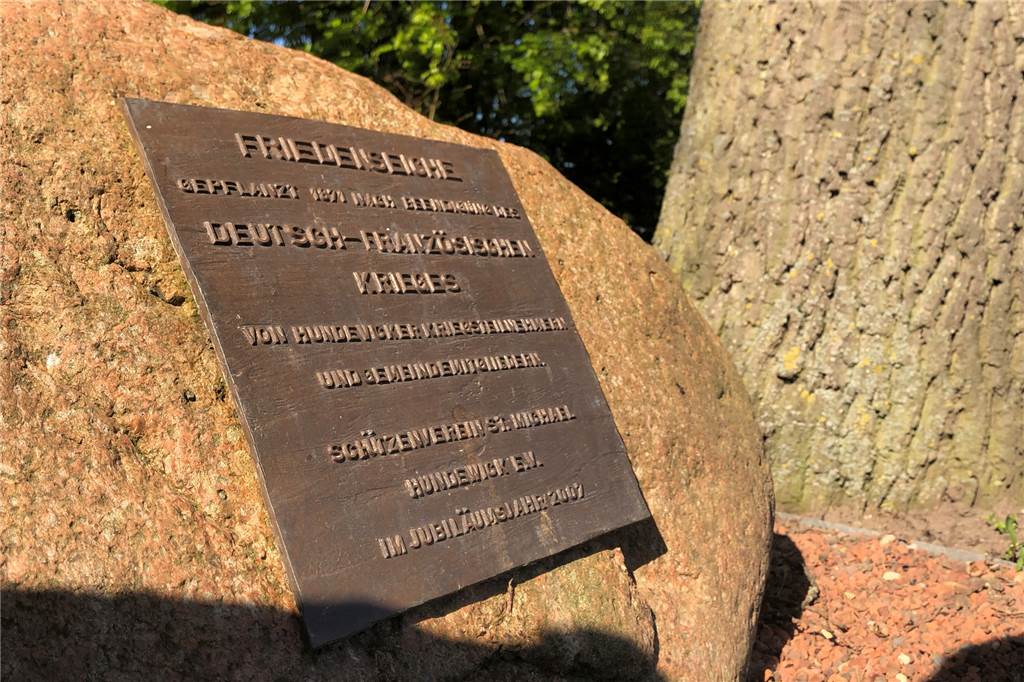 FRIEDENSEICHE
GEPFLANZT 1871 NACH BEENDIGUNG DES
DEUTSCH-FRANZÖSISCHEN
KRIEGES
VON HUNDEWICKER KRIEGSTEILNEHMERN
UND GEMEINDEMITGLIEDERN.
SCHÜTZENVEREIN ST. MICHAEL
HUNDEWICK E.V.
IM JUBILÄUMSJAHR 2007